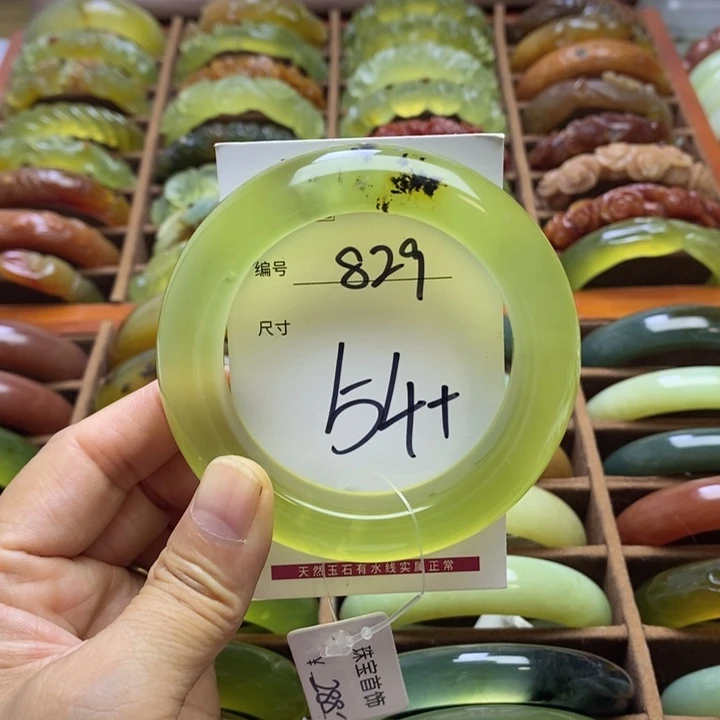 编号 829
尺寸
54+
天然玉石有水线实属正常
珠宝首饰